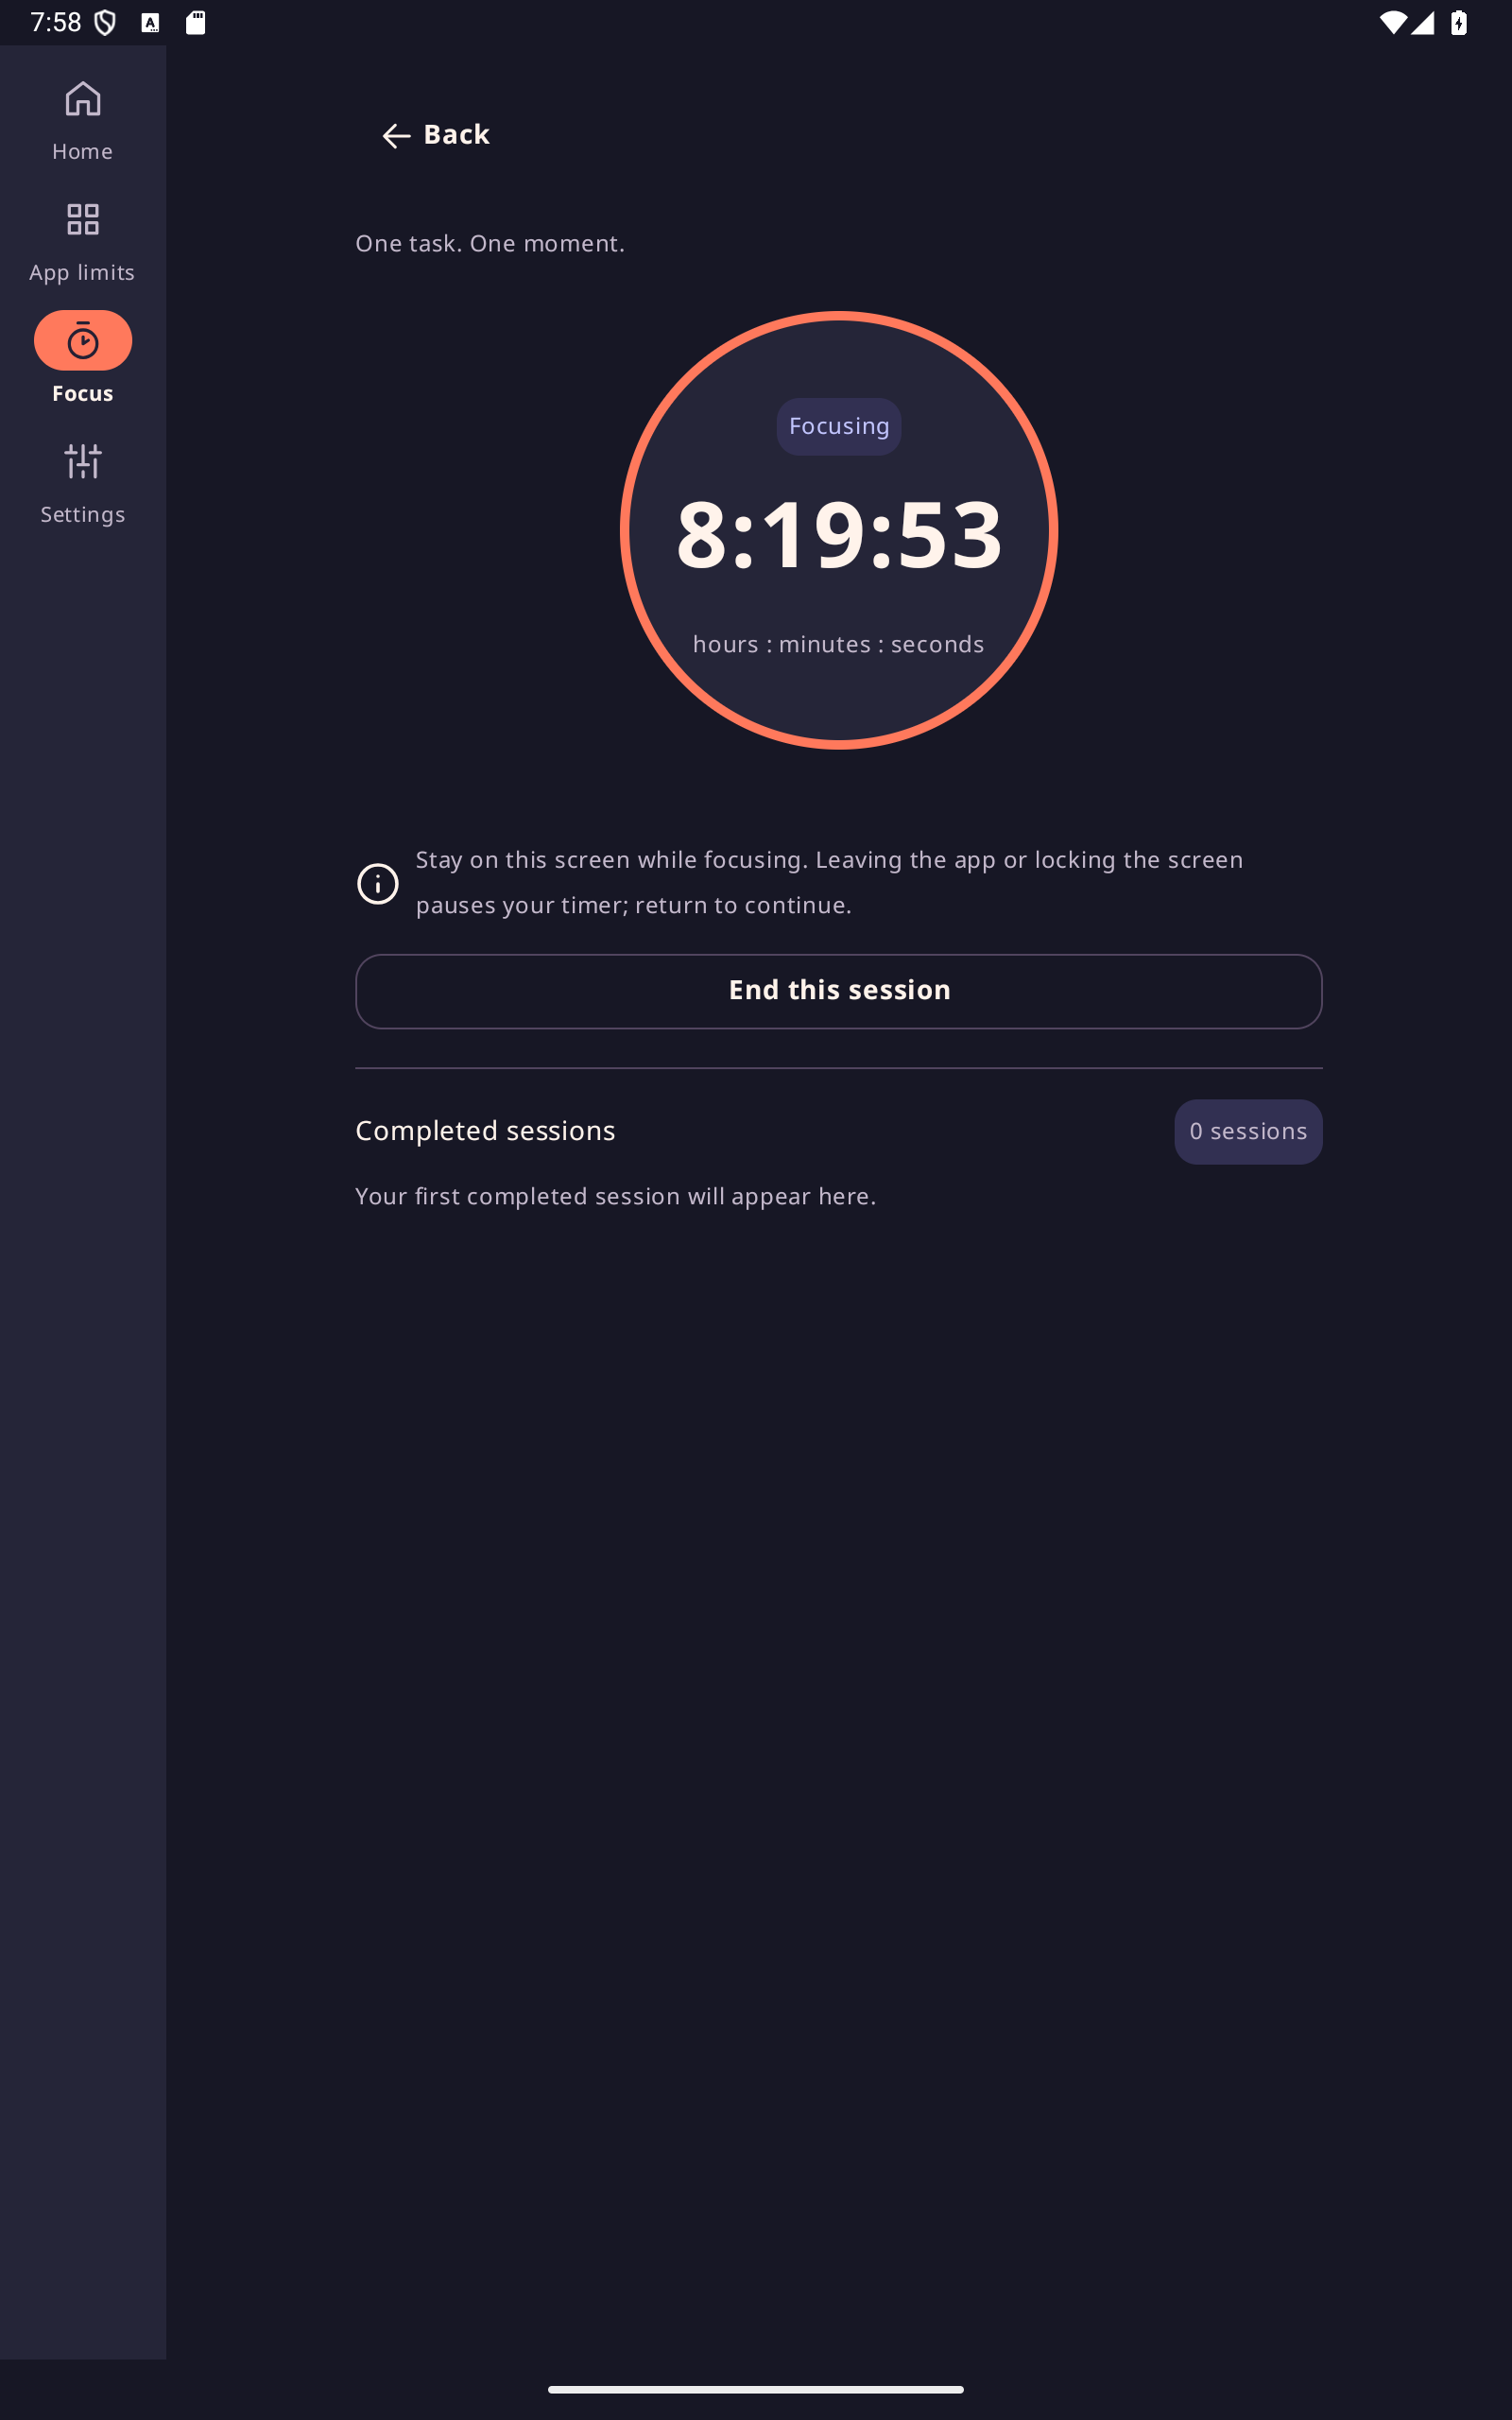 7:58
Home
App limits
Focus
Settings
Back
One task. One moment.
Focusing
8:19:53
hours : minutes : seconds
Stay on this screen while focusing. Leaving the app or locking the screen
pauses your timer; return to continue.
End this session
Completed sessions
0 sessions
Your first completed session will appear here.